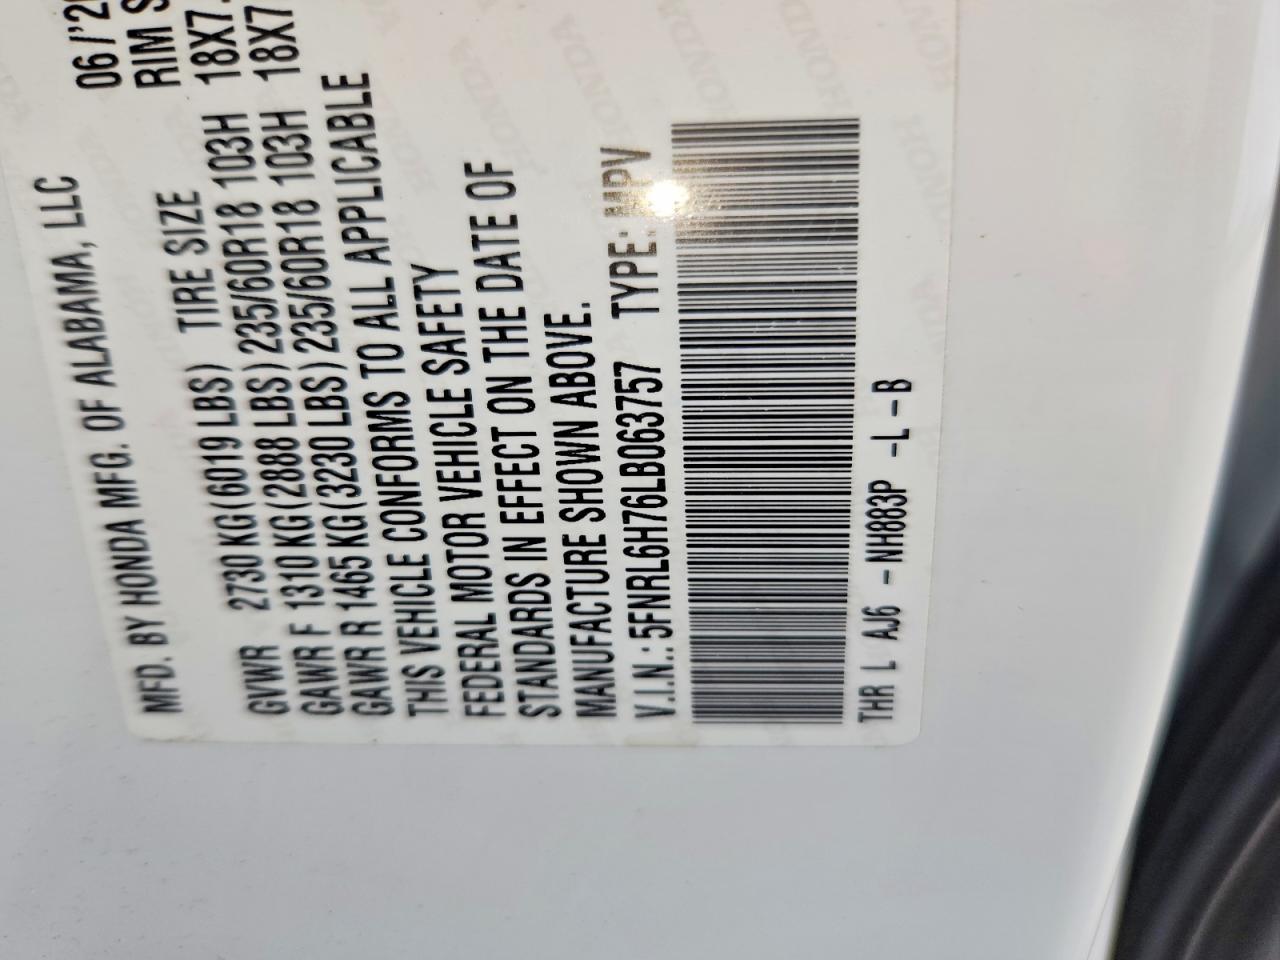 MFD. BY HONDA MFG. OF ALABAMA, LLC 06/'20
GVWR 2730 KG (6019 LBS) TIRE SIZE RIM S
GAWR F 1310 KG (2888 LBS) 235/60R18 103H 18X7
GAWR R 1465 KG (3230 LBS) 235/60R18 103H 18X7
THIS VEHICLE CONFORMS TO ALL APPLICABLE
FEDERAL MOTOR VEHICLE SAFETY
STANDARDS IN EFFECT ON THE DATE OF
MANUFACTURE SHOWN ABOVE.
V.I.N.: 5FNRL6H76LB063757 TYPE: MPV
THR L AJ6 - NH883P - L - B
HONDA